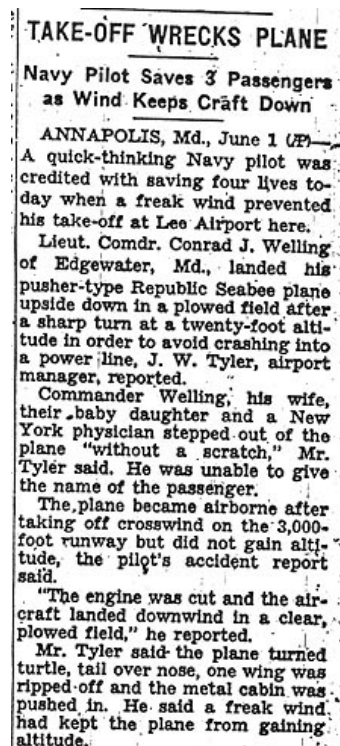 TAKE-OFF WRECKS PLANE
Navy Pilot Saves 3 Passengers
as Wind Keeps Craft Down
ANNAPOLIS, Md., June 1 (AP)—
A quick-thinking Navy pilot was
credited with saving four lives to-
day when a freak wind prevented
his take-off at Lee Airport here.
Lieut. Comdr. Conrad J. Welling
of Edgewater, Md., landed his
pusher-type Republic Seabee plane
upside down in a plowed field after
a sharp turn at a twenty-foot alti-
tude in order to avoid crashing into
a power line, J. W. Tyler, airport
manager, reported.
Commander Welling, his wife,
their baby daughter and a New
York physician stepped out of the
plane "without a scratch," Mr.
Tyler said. He was unable to give
the name of the passenger.
The plane became airborne after
taking off crosswind on the 3,000-
foot runway but did not gain alti-
tude, the pilot's accident report
said.
"The engine was cut and the air-
craft landed downwind in a clear,
plowed field," he reported.
Mr. Tyler said the plane turned
turtle, tail over nose, one wing was
ripped off and the metal cabin was
pushed in. He said a freak wind
had kept the plane from gaining
altitude.